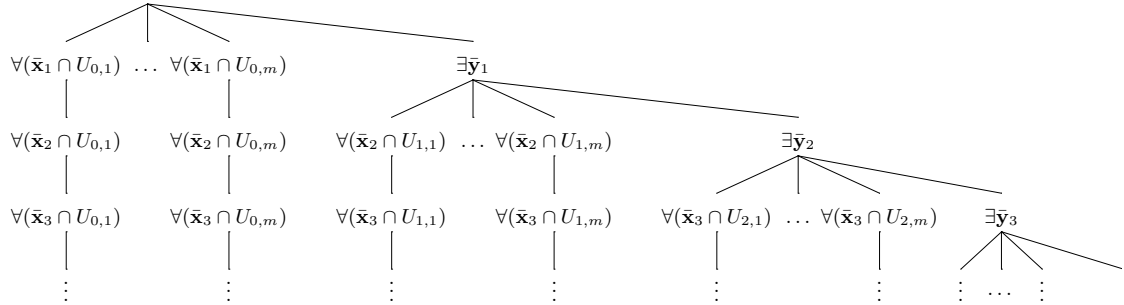 ∀(x̄₁ ∩ U₀,₁) … ∀(x̄₁ ∩ U₀,ₘ) ∃ȳ₁
∀(x̄₂ ∩ U₀,₁) ∀(x̄₂ ∩ U₀,ₘ) ∀(x̄₂ ∩ U₁,₁) … ∀(x̄₂ ∩ U₁,ₘ) ∃ȳ₂
∀(x̄₃ ∩ U₀,₁) ∀(x̄₃ ∩ U₀,ₘ) ∀(x̄₃ ∩ U₁,₁) ∀(x̄₃ ∩ U₁,ₘ) ∀(x̄₃ ∩ U₂,₁) … ∀(x̄₃ ∩ U₂,ₘ) ∃ȳ₃
⋮ ⋮ ⋮ ⋮ ⋮ ⋮ ⋮ … ⋮